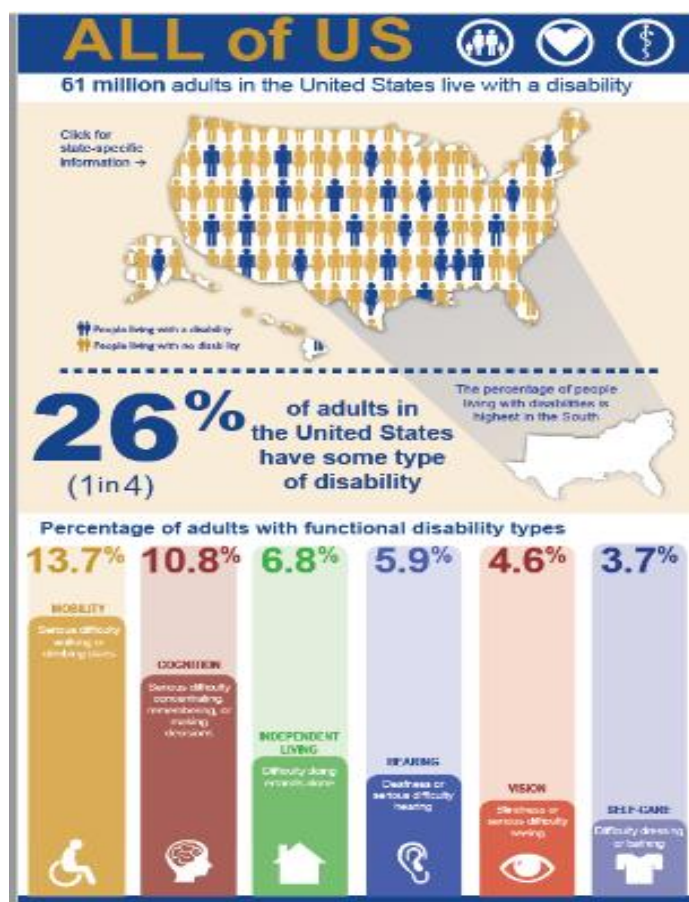 ALL of US
61 million adults in the United States live with a disability
Click for
state-specific
information →
People living with a disability
People living with no disability
26%
(1 in 4)
of adults in
the United States
have some type
of disability
The percentage of people
living with disabilities is
highest in the South
Percentage of adults with functional disability types
13.7%
MOBILITY
Serious difficulty
walking or
climbing stairs
10.8%
COGNITION
Serious difficulty
concentrating,
remembering, or
making
decisions
6.8%
INDEPENDENT
LIVING
Difficulty doing
errands alone
5.9%
HEARING
Deafness or
serious difficulty
hearing
4.6%
VISION
Blindness or
serious difficulty
seeing
3.7%
SELF-CARE
Difficulty dressing
or bathing